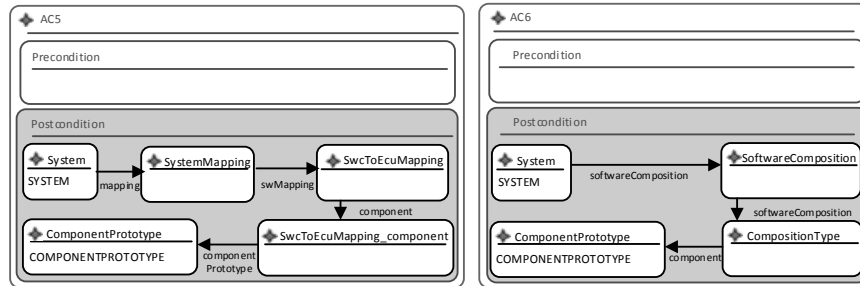 AC5
Precondition
Postcondition
System
SYSTEM
mapping
SystemMapping
swMapping
SwcToEcuMapping
component
ComponentPrototype
COMPONENTPROTOTYPE
component
Prototype
SwcToEcuMapping_component
AC6
Precondition
Postcondition
System
SYSTEM
softwareComposition
SoftwareComposition
softwareComposition
ComponentPrototype
COMPONENTPROTOTYPE
component
CompositionType